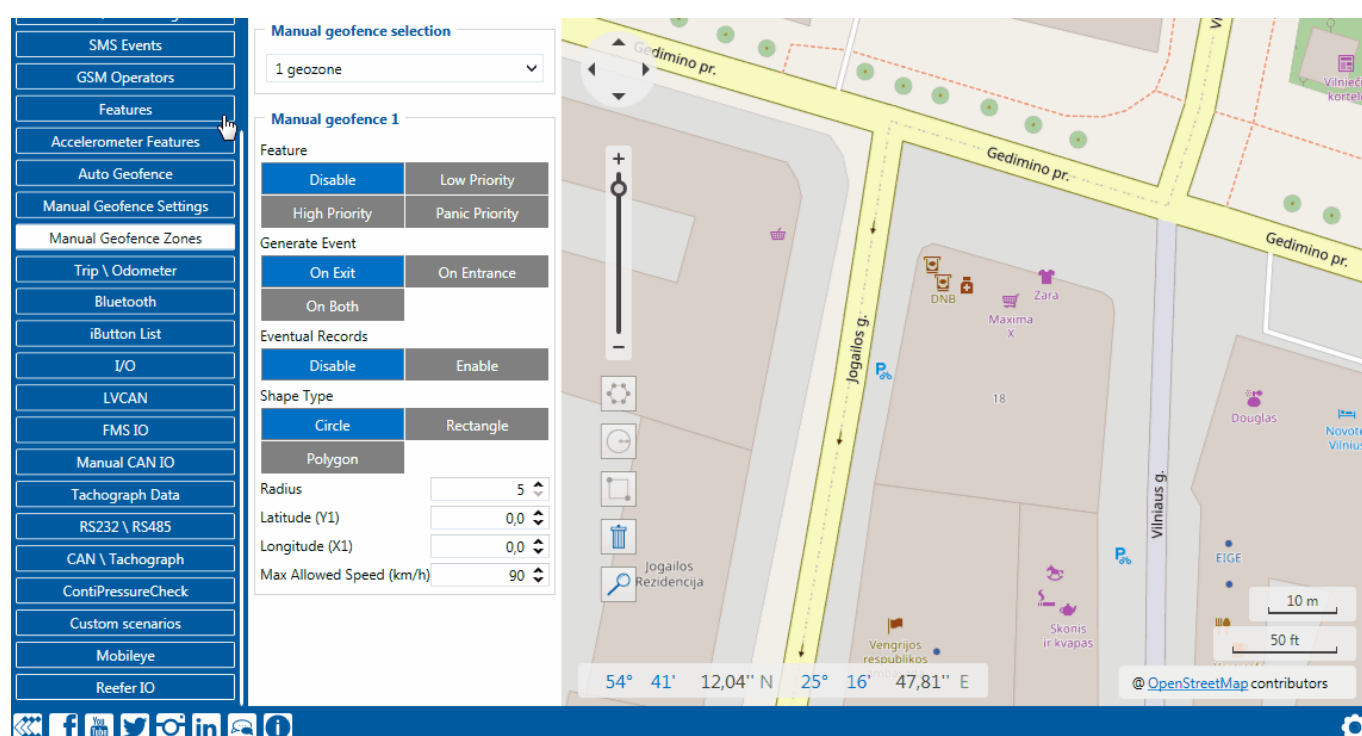 SMS Events
GSM Operators
Features
Accelerometer Features
Auto Geofence
Manual Geofence Settings
Manual Geofence Zones
Trip \ Odometer
Bluetooth
iButton List
I/O
LVCAN
FMS IO
Manual CAN IO
Tachograph Data
RS232 \ RS485
CAN \ Tachograph
ContiPressureCheck
Custom scenarios
Mobileye
Reefer IO
Manual geofence selection
1 geozone
Manual geofence 1
Feature
Disable Low Priority
High Priority Panic Priority
Generate Event
On Exit On Entrance
On Both
Eventual Records
Disable Enable
Shape Type
Circle Rectangle
Polygon
Radius 5
Latitude (Y1) 0,0
Longitude (X1) 0,0
Max Allowed Speed (km/h) 90
Gedimino pr.
Gedimino pr.
Gedimino pr.
Jogailos g.
Vilniaus g.
DNB
Zara
Maxima
X
18
Douglas
EIGE
Jogailos
Rezidencija
Skonis
ir kvapas
Vengrijos
respublikos
10 m
50 ft
54° 41' 12,04'' N 25° 16' 47,81'' E
@ OpenStreetMap contributors
You
Tube
in